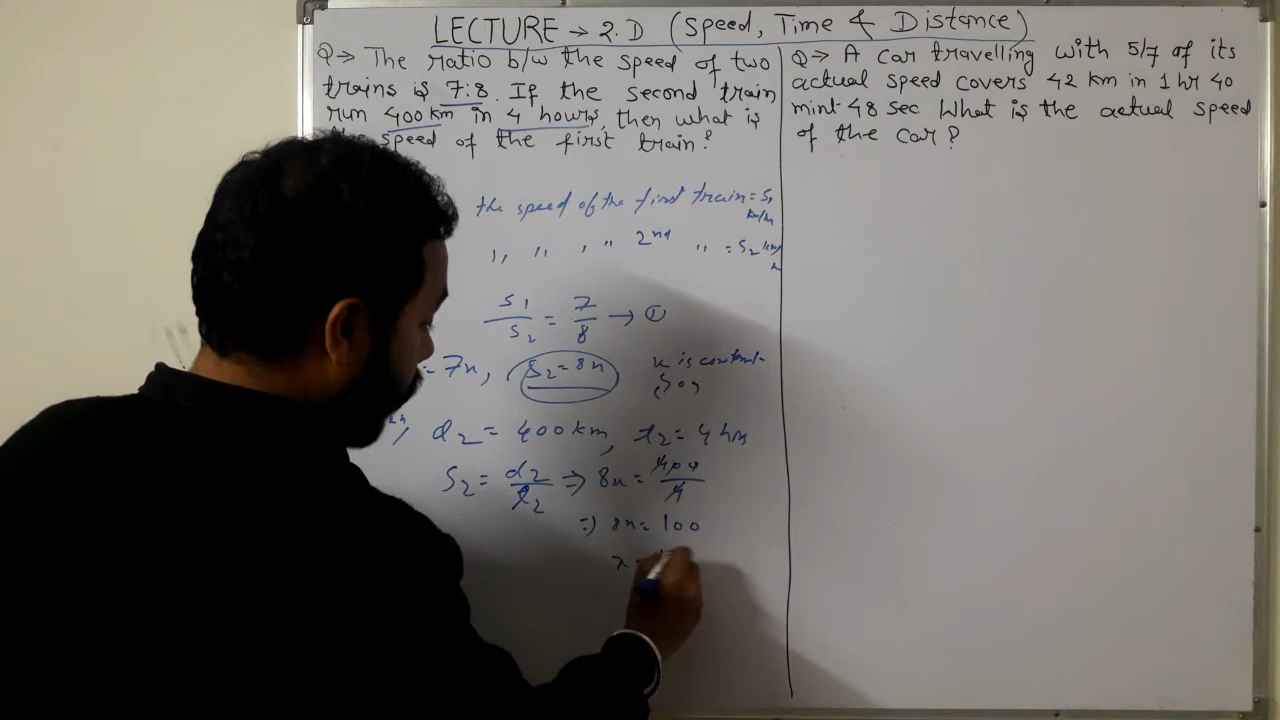 LECTURE → 2.D (Speed, Time & Distance)
Q→ The ratio b/w the speed of two
trains is 7:8. If the second train
run 400 km in 4 hours, then what is
speed of the first train?
the speed of the first train = S1
km/hr
,, ,, ,, ,, 2nd ,, = S2 km/
S1/S2 = 7/8 → ①
= 7x, S2 = 8x x is constant
So,
d2 = 400 km, t2 = 4 hrs
S2 = d2/t2 ⇒ 8x = 400/4
⇒ 8x = 100
x =
Q→ A car travelling with 5/7 of its
actual speed covers 42 km in 1 hr 40
mint 48 sec What is the actual speed
of the car?